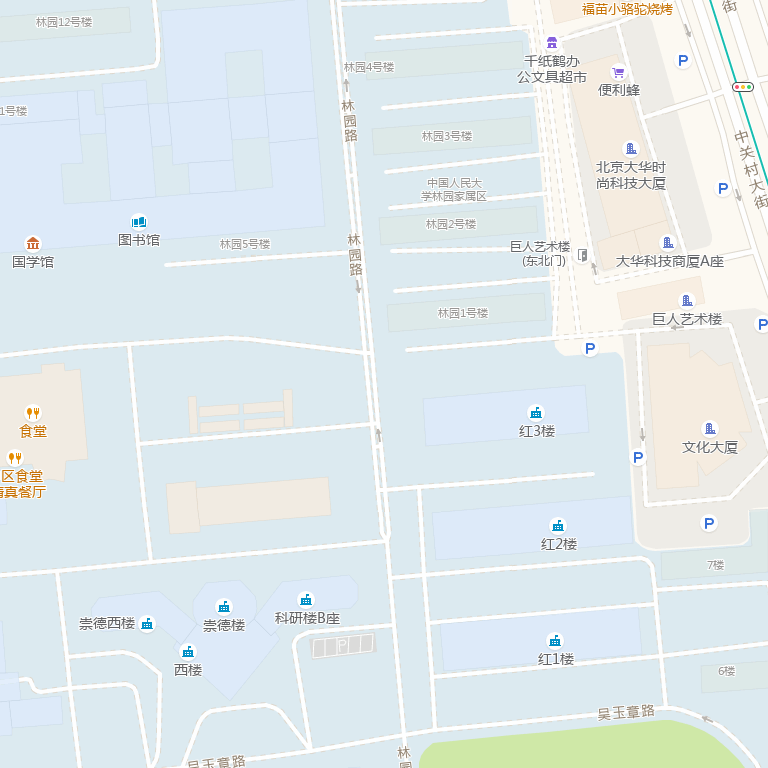 福苗小骆驼烧烤
街
林园12号楼
千纸鹤办
公文具超市
林园4号楼
便利蜂
1号楼
林园路
林园3号楼
中关村大街
北京大华时
尚科技大厦
中国人民大
学林园家属区
图书馆
林园2号楼
国学馆
林园5号楼
林园路
巨人艺术楼
(东北门)
大华科技商厦A座
林园1号楼
巨人艺术楼
食堂
红3楼
文化大厦
区食堂
清真餐厅
红2楼
7楼
崇德西楼
崇德楼
科研楼B座
西楼
红1楼
6楼
吴玉章路
吴玉章路
林园